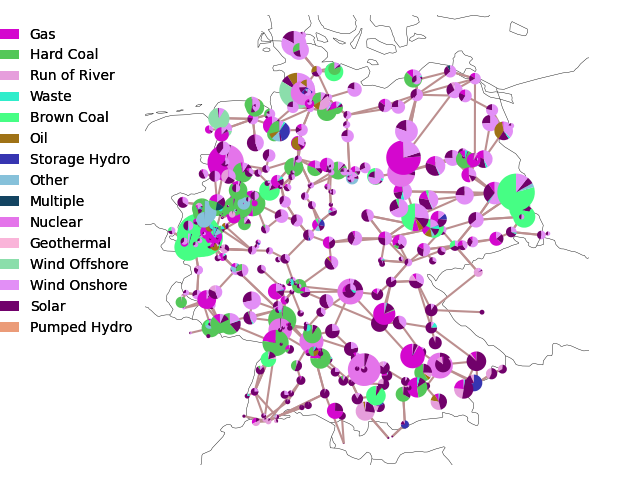 Gas
Hard Coal
Run of River
Waste
Brown Coal
Oil
Storage Hydro
Other
Multiple
Nuclear
Geothermal
Wind Offshore
Wind Onshore
Solar
Pumped Hydro